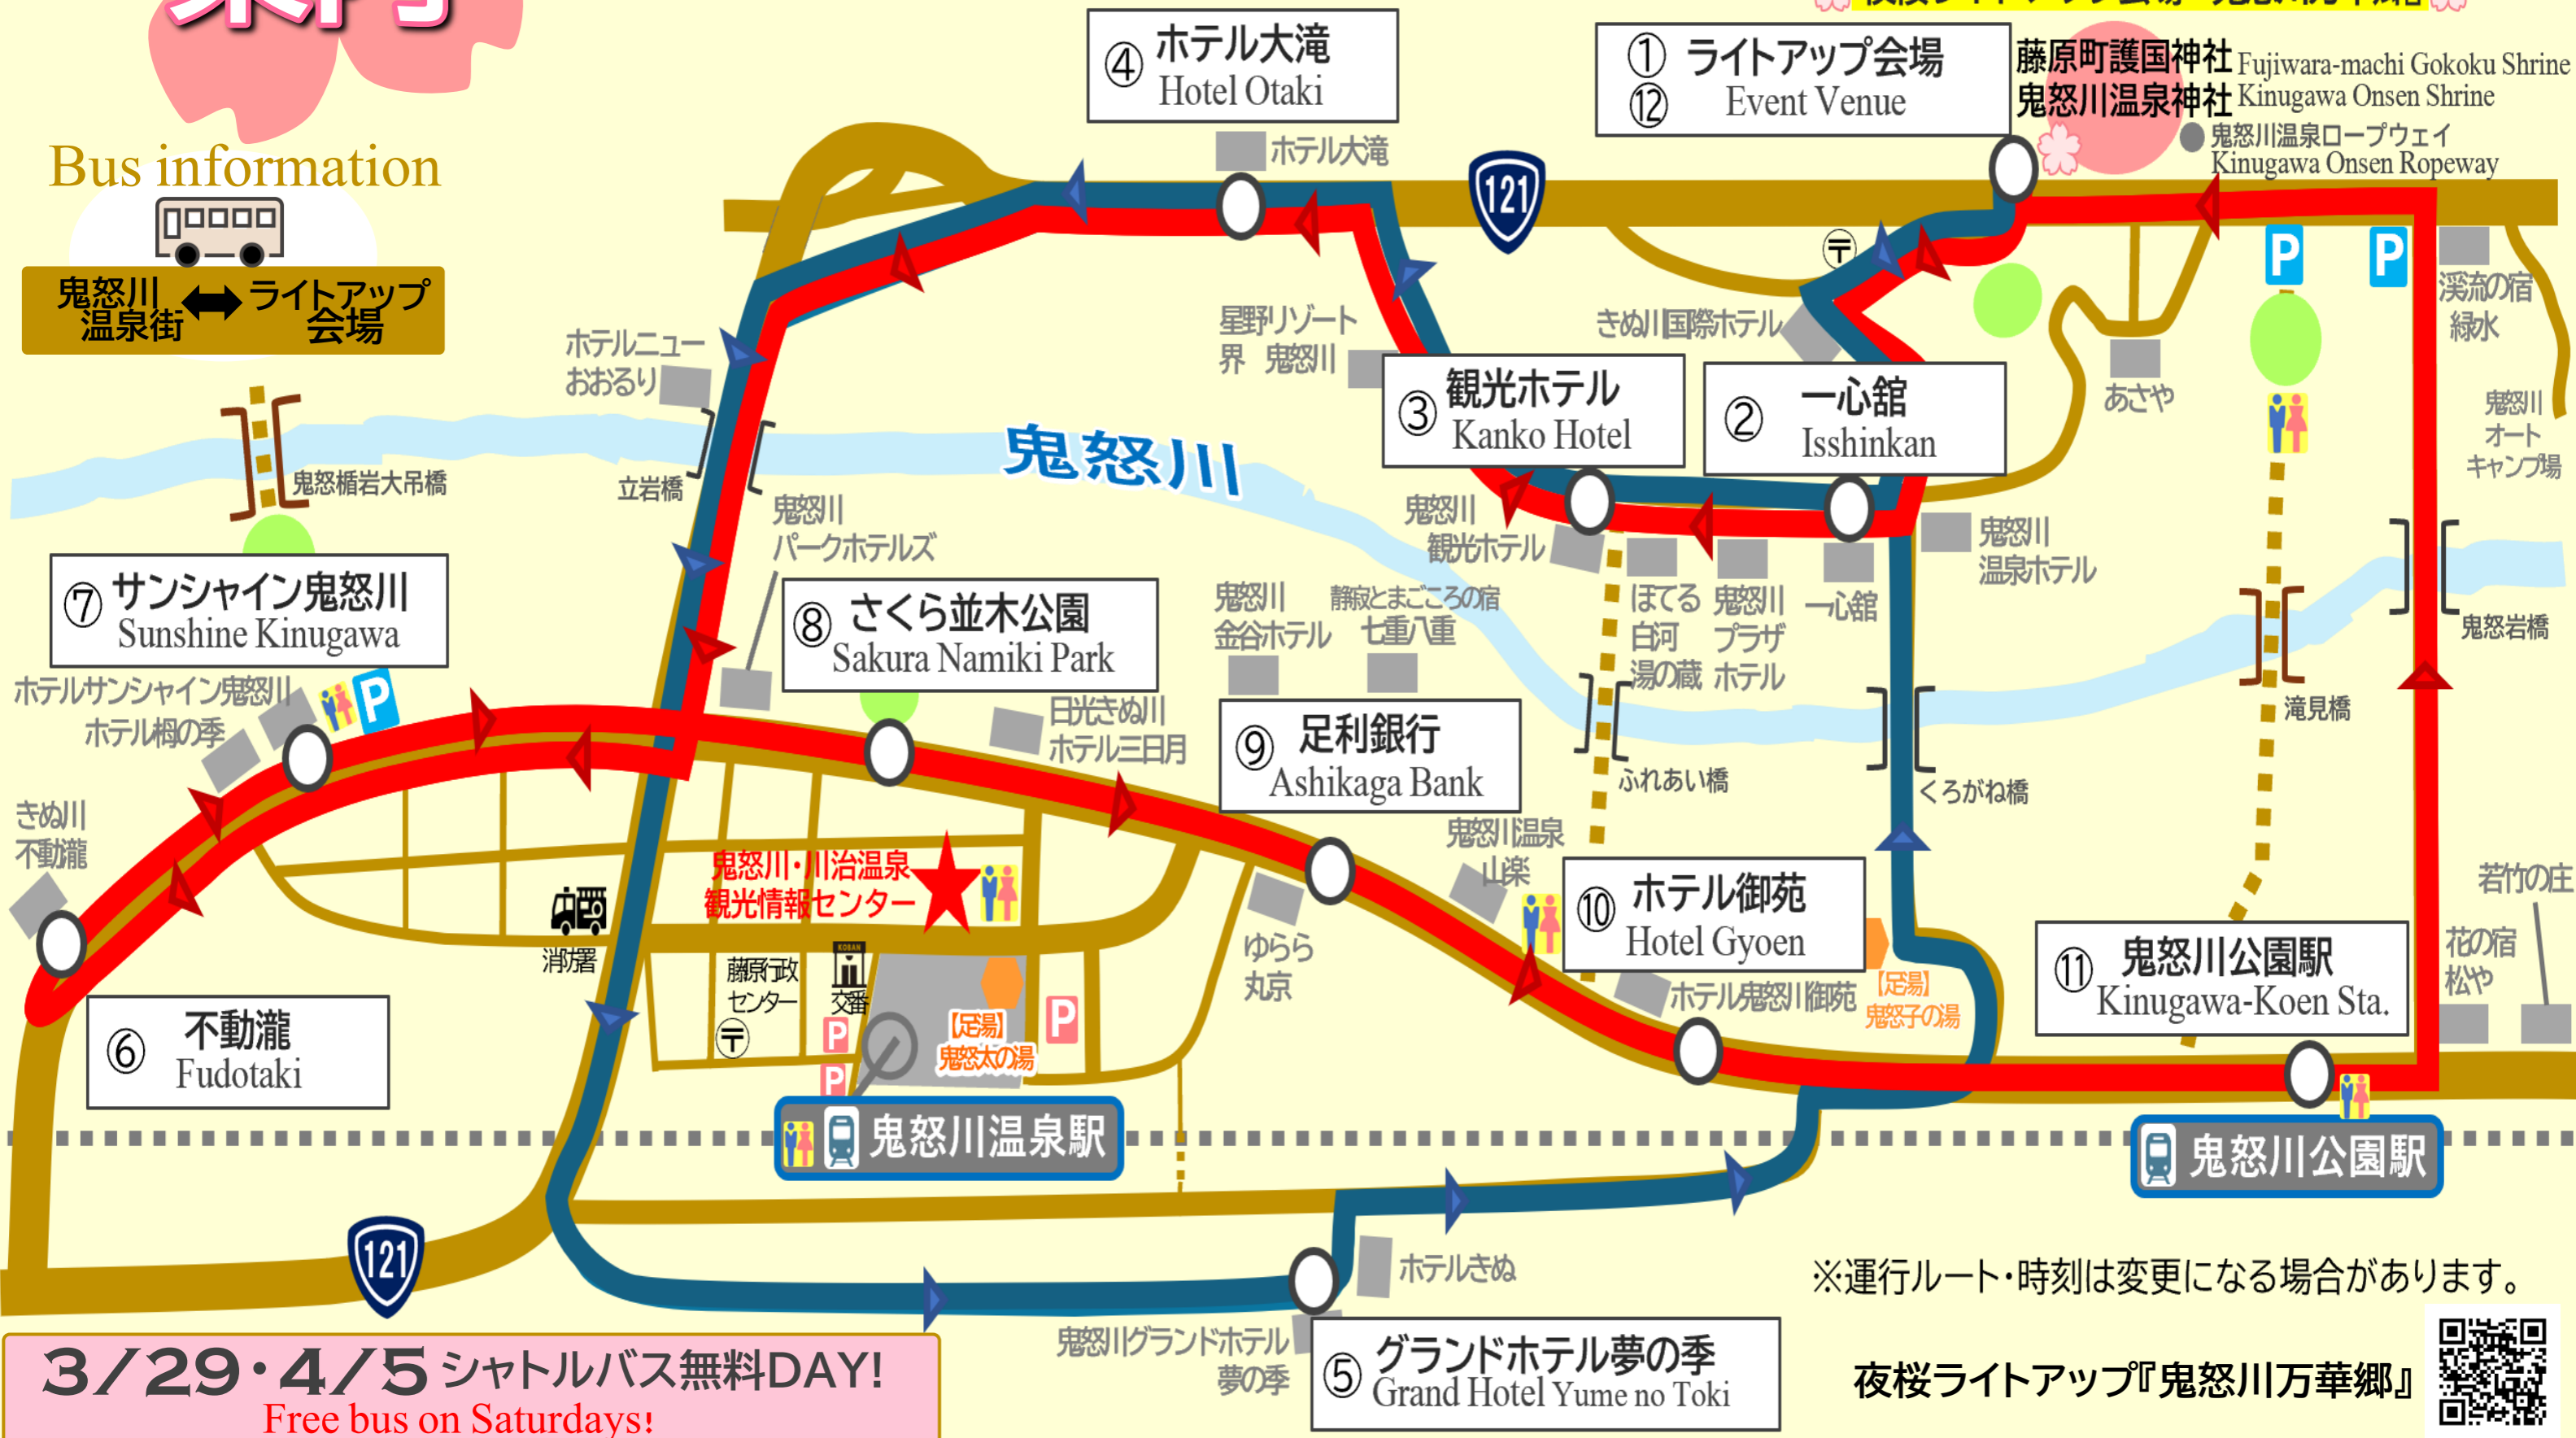 案内
夜桜ライトアップ会場『鬼怒川万華郷』
Bus information
鬼怒川
温泉街
ライトアップ
会場
④ ホテル大滝
Hotel Otaki
ホテル大滝
121
① ライトアップ会場
⑫ Event Venue
藤原町護国神社 Fujiwara-machi Gokoku Shrine
鬼怒川温泉神社 Kinugawa Onsen Shrine
鬼怒川温泉ロープウェイ
Kinugawa Onsen Ropeway
〒
P
P
渓流の宿
緑水
きぬ川国際ホテル
星野リゾート
界 鬼怒川
ホテルニュー
おおるり
③ 観光ホテル
Kanko Hotel
② 一心舘
Isshinkan
あさや
鬼怒川
オート
キャンプ場
鬼怒川
鬼怒楯岩大吊橋
立岩橋
鬼怒川
パークホテルズ
鬼怒川
観光ホテル
ほてる
白河
湯の蔵
鬼怒川
プラザ
ホテル
一心舘
鬼怒川
温泉ホテル
鬼怒岩橋
滝見橋
⑦ サンシャイン鬼怒川
Sunshine Kinugawa
ホテルサンシャイン鬼怒川
P
ホテル栂の季
⑧ さくら並木公園
Sakura Namiki Park
日光きぬ川
ホテル三日月
鬼怒川
金谷ホテル
静寂とまごころの宿
七重八重
⑨ 足利銀行
Ashikaga Bank
ふれあい橋
くろがね橋
きぬ川
不動瀧
鬼怒川・川治温泉
観光情報センター
消防署
藤原行政
センター
〒
KOBAN
交番
P
P
【足湯】
鬼怒太の湯
P
ゆらら
丸京
鬼怒川温泉
山楽
⑩ ホテル御苑
Hotel Gyoen
ホテル鬼怒川御苑
【足湯】
鬼怒子の湯
⑪ 鬼怒川公園駅
Kinugawa-Koen Sta.
花の宿
松や
若竹の庄
⑥ 不動瀧
Fudotaki
鬼怒川温泉駅
鬼怒川公園駅
121
ホテルきぬ
鬼怒川グランドホテル
夢の季
⑤ グランドホテル夢の季
Grand Hotel Yume no Toki
※運行ルート・時刻は変更になる場合があります。
夜桜ライトアップ『鬼怒川万華郷』
3/29・4/5 シャトルバス無料DAY!
Free bus on Saturdays!